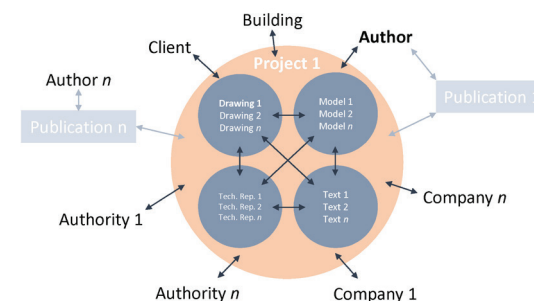 Building
Client
Author
Project 1
Author n
Publication n
Publication
Drawing 1
Drawing 2
Drawing n
Model 1
Model 2
Model n
Tech. Rep. 1
Tech. Rep. 2
Tech. Rep. n
Text 1
Text 2
Text n
Authority 1
Company n
Authority n
Company 1